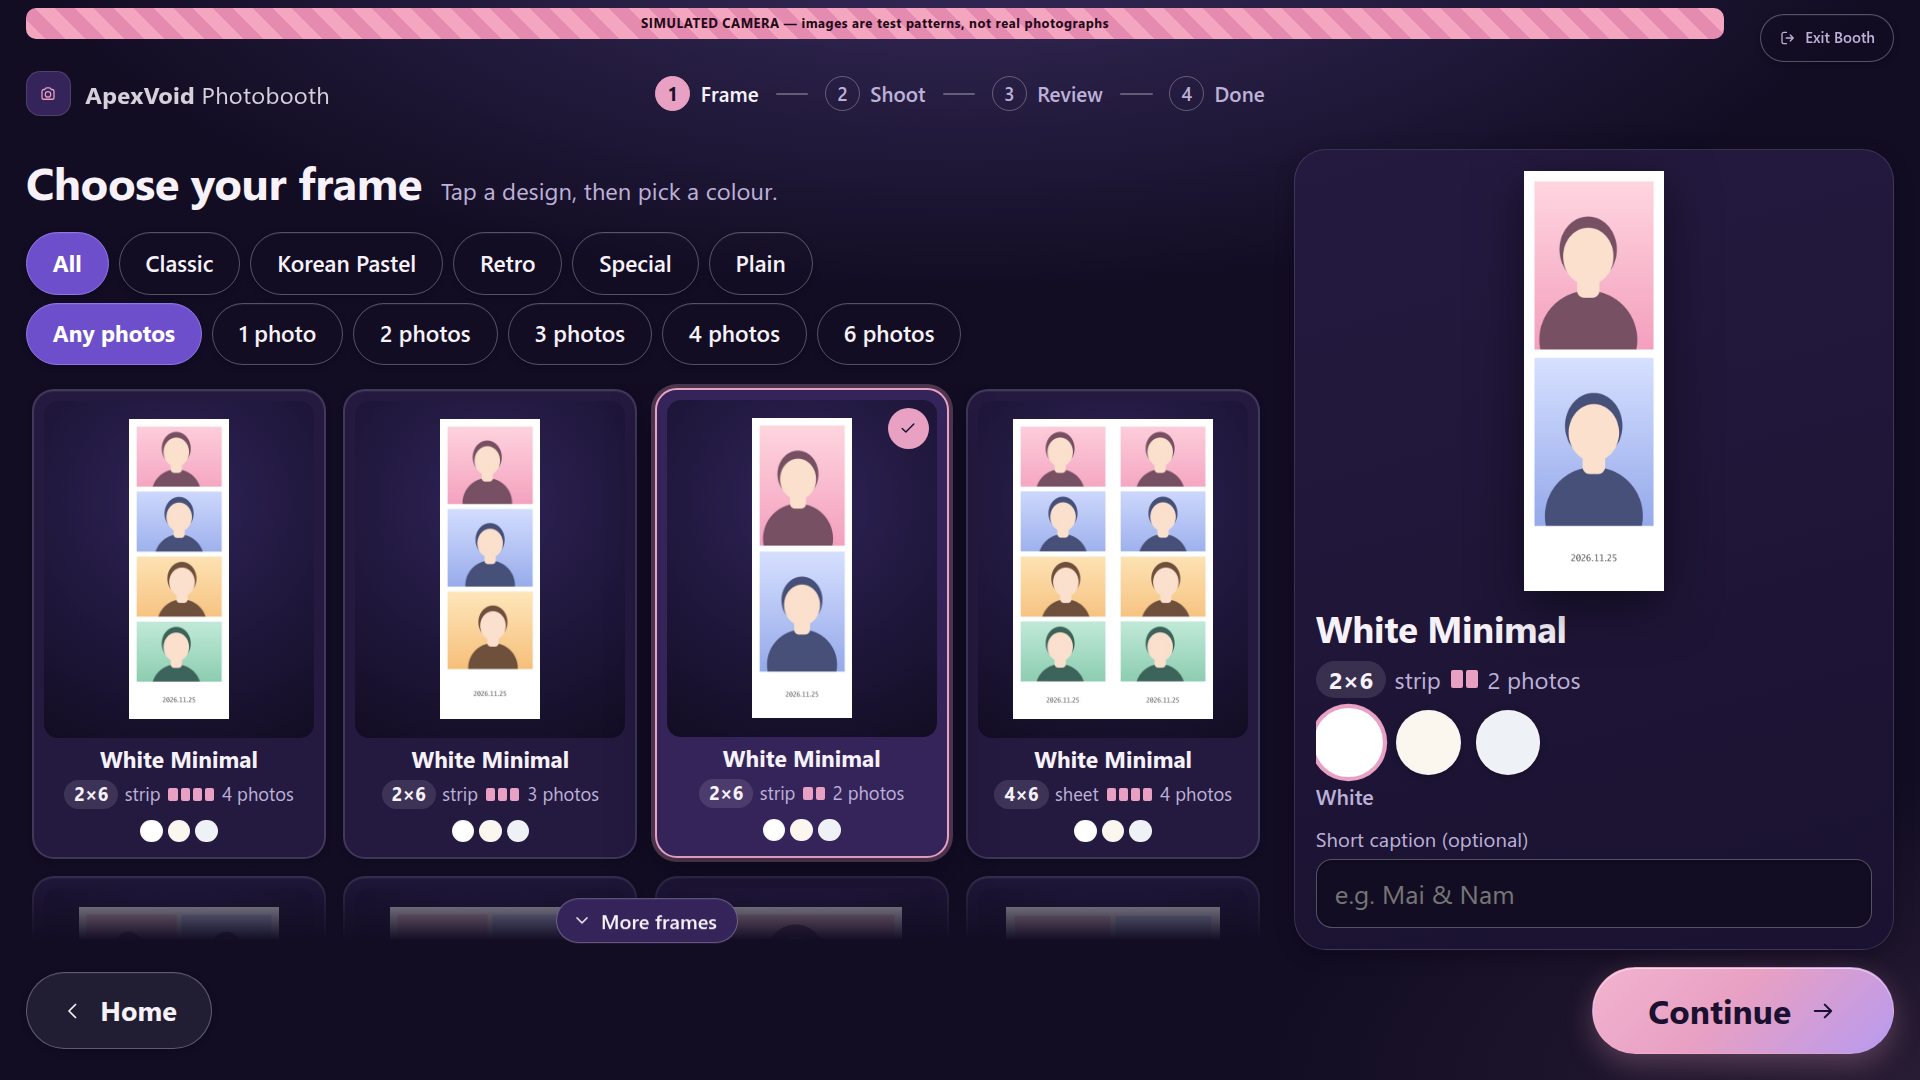 SIMULATED CAMERA — images are test patterns, not real photographs
Exit Booth
ApexVoid Photobooth
1 Frame
2 Shoot
3 Review
4 Done
Choose your frame
Tap a design, then pick a colour.
All
Classic
Korean Pastel
Retro
Special
Plain
Any photos
1 photo
2 photos
3 photos
4 photos
6 photos
2026.11.25
White Minimal
2×6 strip 4 photos
2026.11.25
White Minimal
2×6 strip 3 photos
2026.11.25
White Minimal
2×6 strip 2 photos
2026.11.25
2026.11.25
White Minimal
4×6 sheet 4 photos
More frames
2026.11.25
White Minimal
2×6 strip 2 photos
White
Short caption (optional)
e.g. Mai & Nam
Home
Continue